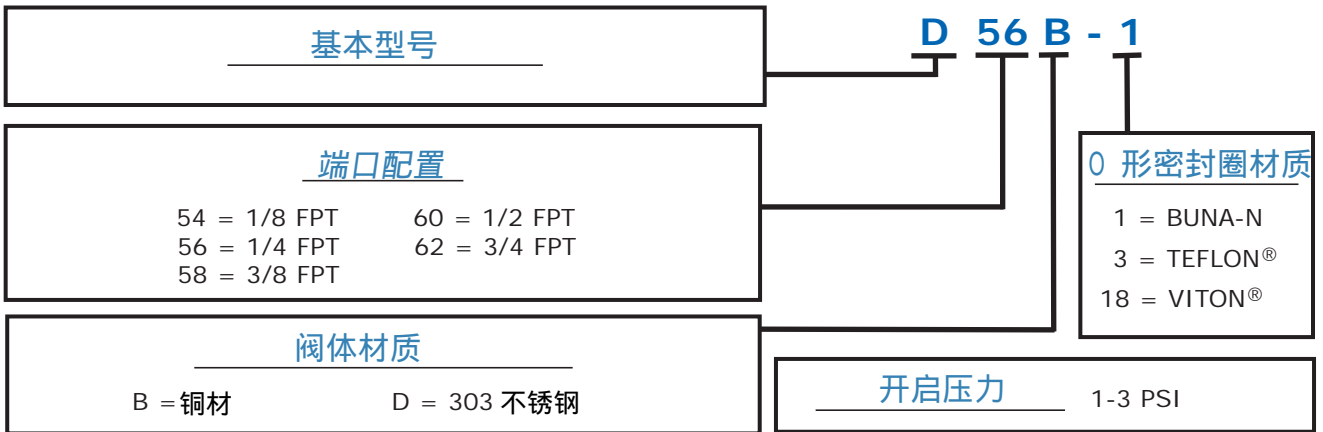 基本型号
D 56 B - 1
端口配置
54 = 1/8 FPT 60 = 1/2 FPT
56 = 1/4 FPT 62 = 3/4 FPT
58 = 3/8 FPT
O 形密封圈材质
1 = BUNA-N
3 = TEFLON®
18 = VITON®
阀体材质
B =铜材 D = 303 不锈钢
开启压力 1-3 PSI